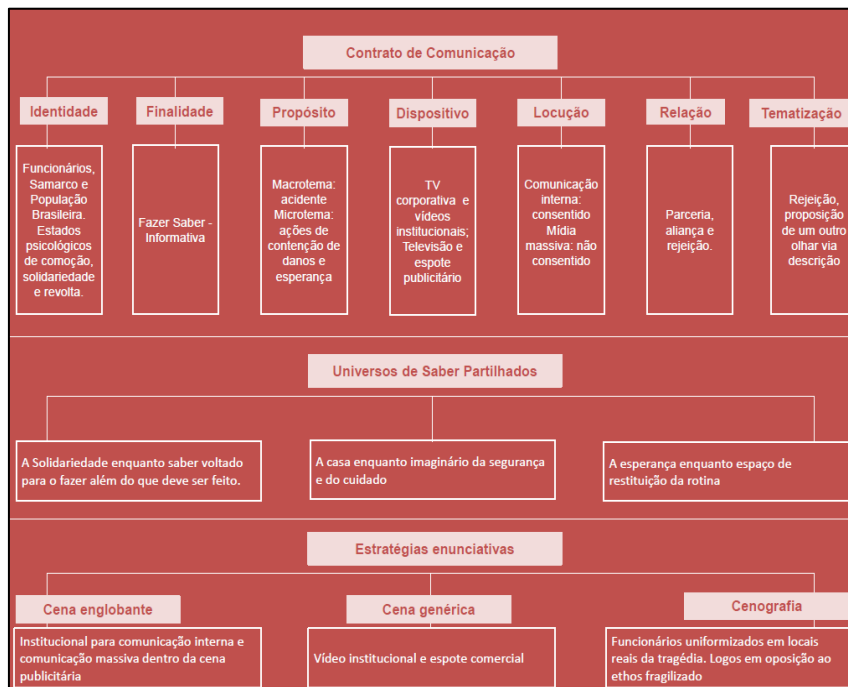 Contrato de Comunicação
Identidade
Finalidade
Propósito
Dispositivo
Locução
Relação
Tematização
Funcionários,
Samarco e
População
Brasileira.
Estados
psicológicos
de comoção,
solidariedade
e revolta.
Fazer Saber -
Informativa
Macrotema:
acidente
Microtema:
ações de
contenção de
danos e
esperança
TV
corporativa e
vídeos
institucionais;
Televisão e
espote
publicitário
Comunicação
interna:
consentido
Mídia
massiva: não
consentido
Parceria,
aliança e
rejeição.
Rejeição,
proposição
de um outro
olhar via
descrição
Universos de Saber Partilhados
A Solidariedade enquanto saber voltado
para o fazer além do que deve ser feito.
A casa enquanto imaginário da segurança
e do cuidado
A esperança enquanto espaço de
restituição da rotina
Estratégias enunciativas
Cena englobante
Cena genérica
Cenografia
Institucional para comunicação interna e
comunicação massiva dentro da cena
publicitária
Vídeo institucional e espote comercial
Funcionários uniformizados em locais
reais da tragédia. Logos em oposição ao
ethos fragilizado